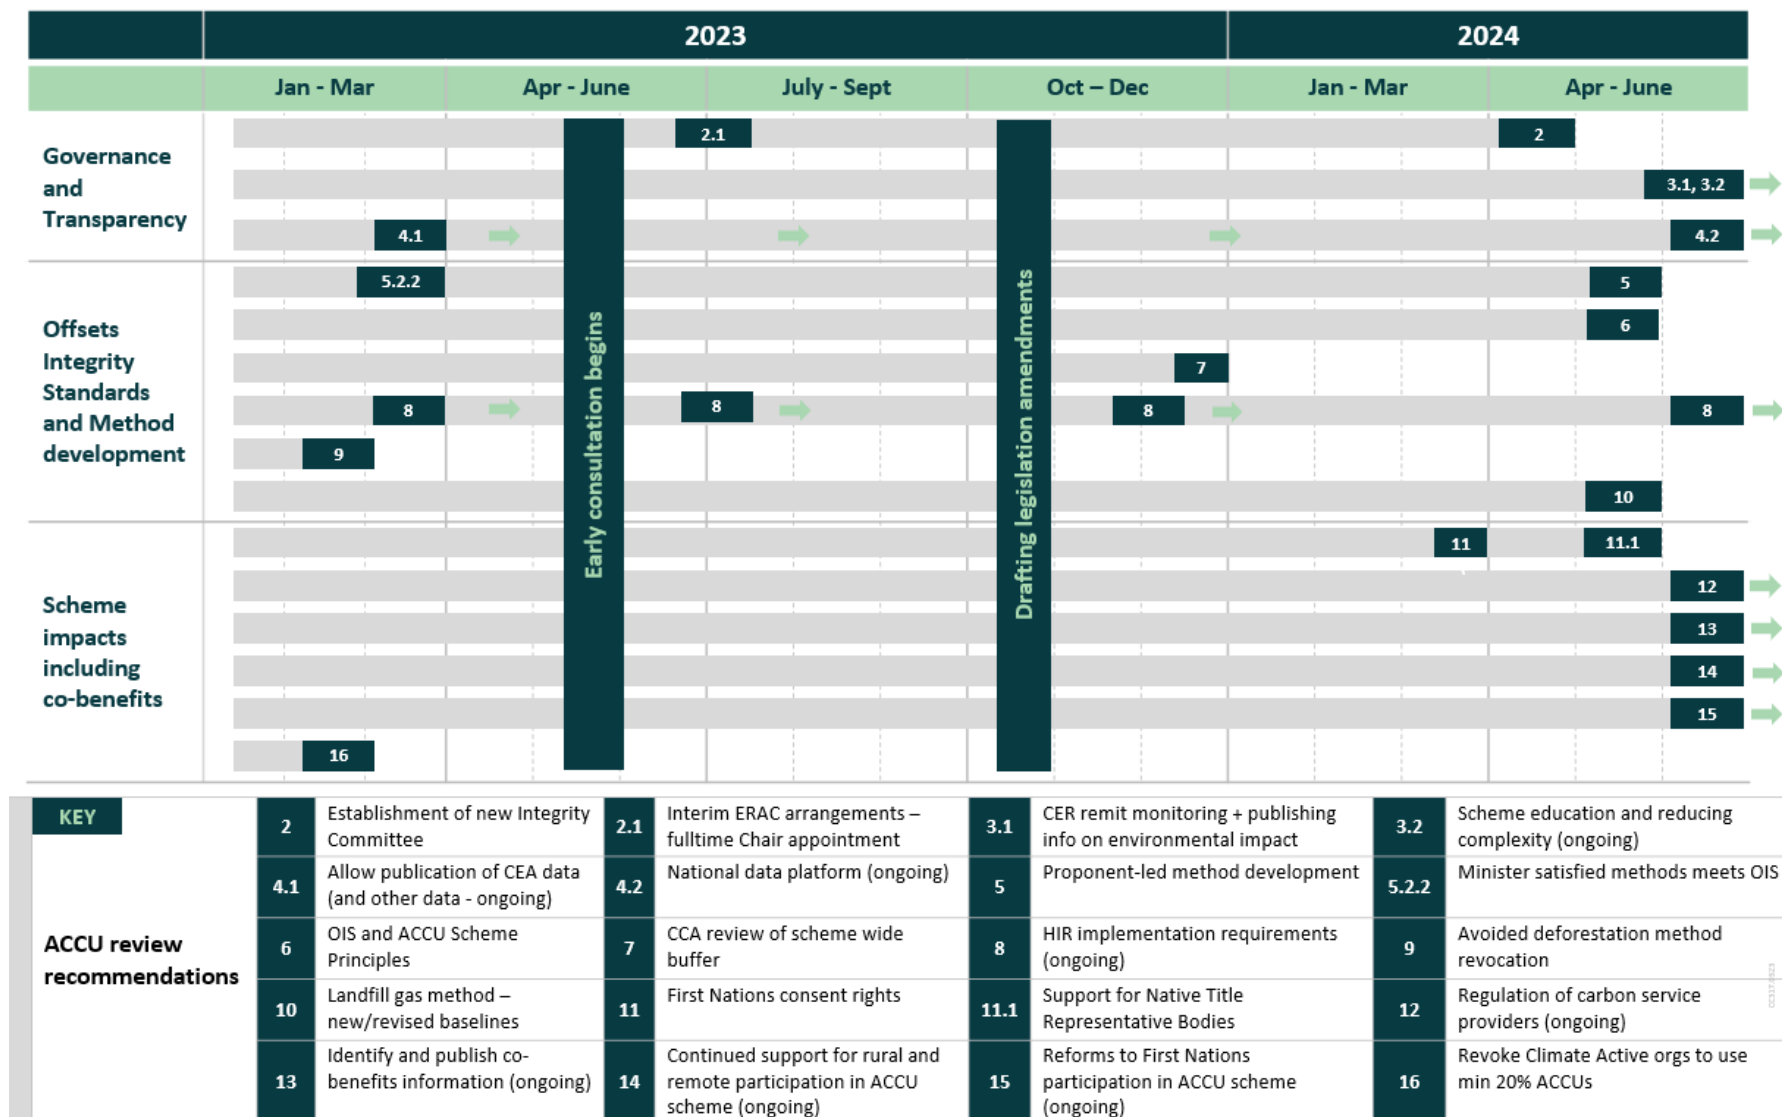 2023
2024
Jan - Mar
Apr - June
July - Sept
Oct – Dec
Jan - Mar
Apr - June
Governance
and
Transparency
2.1
2
3.1, 3.2
4.1
4.2
Offsets
Integrity
Standards
and Method
development
5.2.2
5
6
7
8
8
8
8
9
10
Scheme
impacts
including
co-benefits
11
11.1
12
13
14
15
16
Early consultation begins
Drafting legislation amendments
KEY
ACCU review
recommendations
2
Establishment of new Integrity
Committee
2.1
Interim ERAC arrangements –
fulltime Chair appointment
3.1
CER remit monitoring + publishing
info on environmental impact
3.2
Scheme education and reducing
complexity (ongoing)
4.1
Allow publication of CEA data
(and other data - ongoing)
4.2
National data platform (ongoing)
5
Proponent-led method development
5.2.2
Minister satisfied methods meets OIS
6
OIS and ACCU Scheme
Principles
7
CCA review of scheme wide
buffer
8
HIR implementation requirements
(ongoing)
9
Avoided deforestation method
revocation
10
Landfill gas method –
new/revised baselines
11
First Nations consent rights
11.1
Support for Native Title
Representative Bodies
12
Regulation of carbon service
providers (ongoing)
13
Identify and publish co-
benefits information (ongoing)
14
Continued support for rural and
remote participation in ACCU
scheme (ongoing)
15
Reforms to First Nations
participation in ACCU scheme
(ongoing)
16
Revoke Climate Active orgs to use
min 20% ACCUs